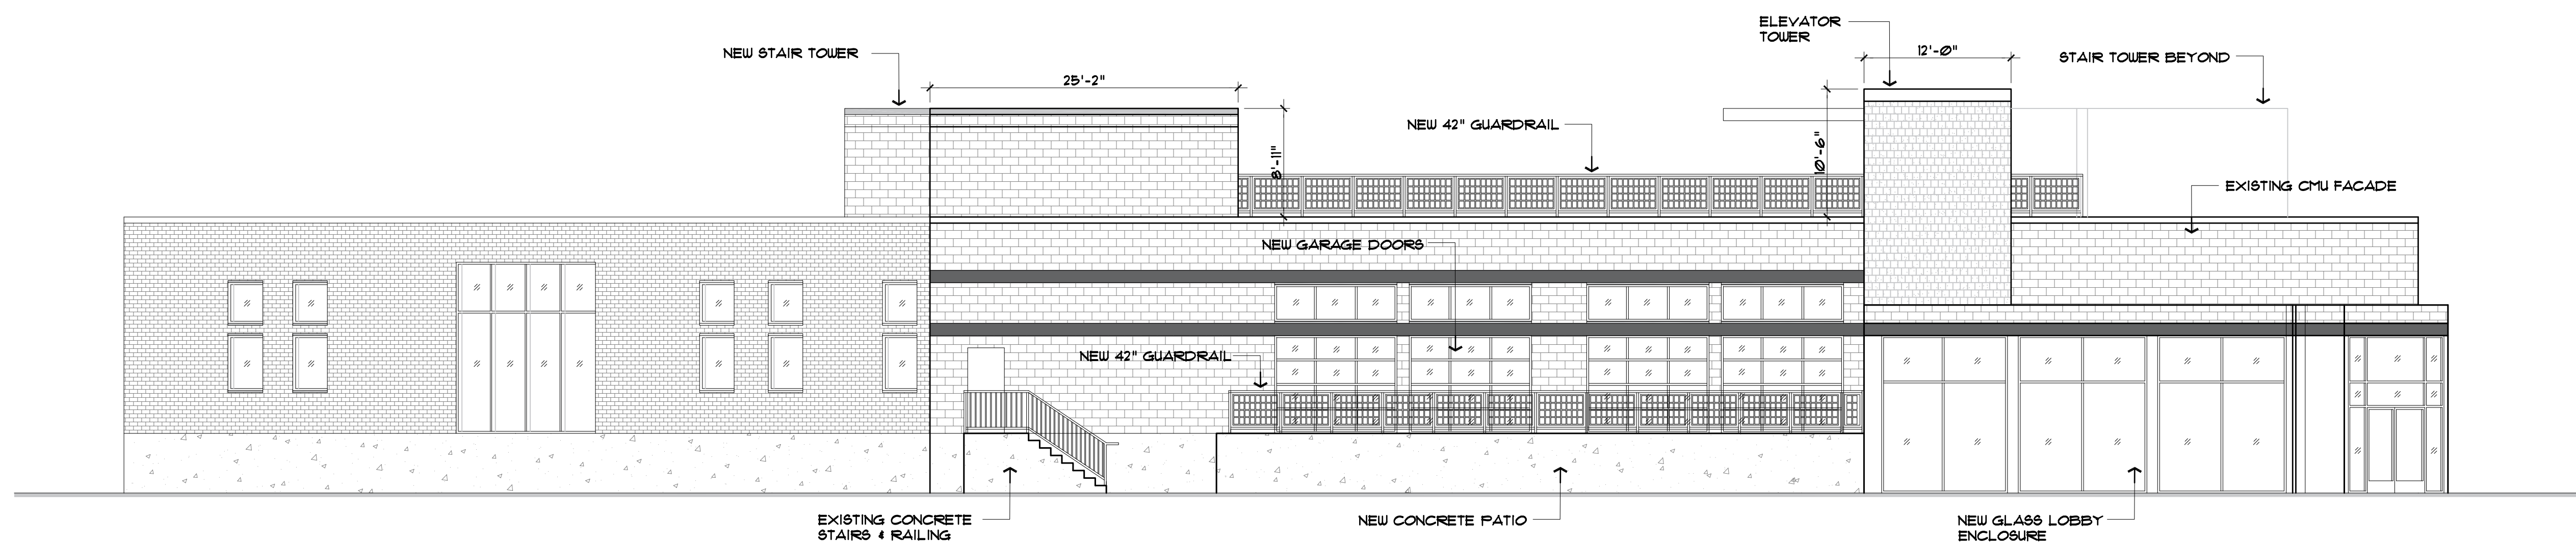 ELEVATOR
TOWER
NEW STAIR TOWER
12'-0"
STAIR TOWER BEYOND
25'-2"
NEW 42" GUARDRAIL
8'-11"
10'-6"
EXISTING CMU FACADE
NEW GARAGE DOORS
NEW 42" GUARDRAIL
EXISTING CONCRETE
STAIRS & RAILING
NEW CONCRETE PATIO
NEW GLASS LOBBY
ENCLOSURE